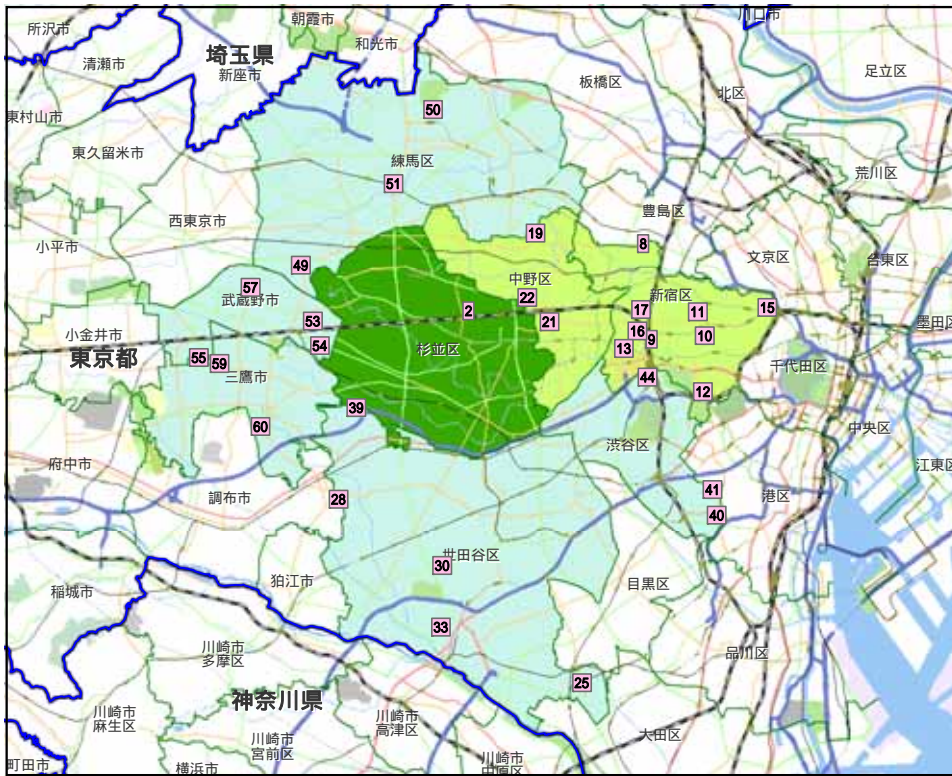 川口市
朝霞市
所沢市
和光市
埼玉県
清瀬市
新座市
足立区
板橋区
北区
50
東村山市
東久留米市
練馬区
荒川区
51
豊島区
西東京市
19
8
小平市
文京区
台東区
49
中野区
57
武蔵野市
22
新宿区
2
17
11
15
53
21
墨田区
小金井市
16
9
10
54
杉並区
13
東京都
55
59
三鷹市
44
千代田区
12
39
60
中央区
渋谷区
府中市
江東区
28
調布市
41
港区
40
世田谷区
30
狛江市
目黒区
稲城市
33
川崎市
多摩区
品川区
25
神奈川県
川崎市
麻生区
川崎市
高津区
大田区
川崎市
宮前区
川崎市
町田市
横浜市